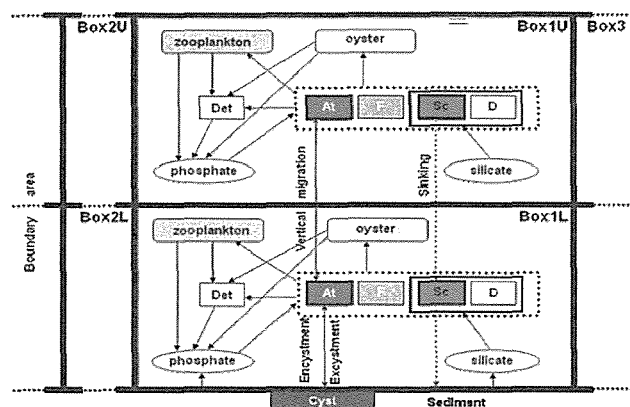 Box2U
Box1U
Box3
zooplankton
oyster
Det
At
Sc
D
phosphate
silicate
migration
Sinking
area
Box2L
Box1L
zooplankton
oyster
Vertical
Boundary
Det
At
Sc
D
phosphate
silicate
Encystment
Excystment
Cyst
Sediment